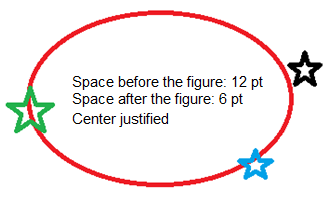 Space before the figure: 12 pt
Space after the figure: 6 pt
Center justified